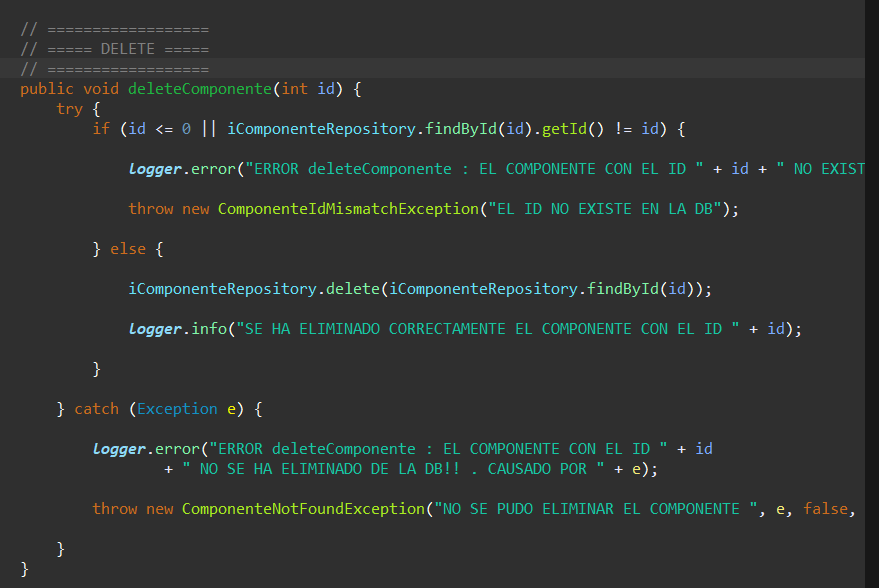 // ==================
// ===== DELETE =====
// ==================
public void deleteComponente(int id) {
try {
if (id <= 0 || iComponenteRepository.findById(id).getId() != id) {
logger.error("ERROR deleteComponente : EL COMPONENTE CON EL ID " + id + " NO EXIST
throw new ComponenteIdMismatchException("EL ID NO EXISTE EN LA DB");
} else {
iComponenteRepository.delete(iComponenteRepository.findById(id));
logger.info("SE HA ELIMINADO CORRECTAMENTE EL COMPONENTE CON EL ID " + id);
}
} catch (Exception e) {
logger.error("ERROR deleteComponente : EL COMPONENTE CON EL ID " + id
+ " NO SE HA ELIMINADO DE LA DB!! . CAUSADO POR " + e);
throw new ComponenteNotFoundException("NO SE PUDO ELIMINAR EL COMPONENTE ", e, false,
}
}